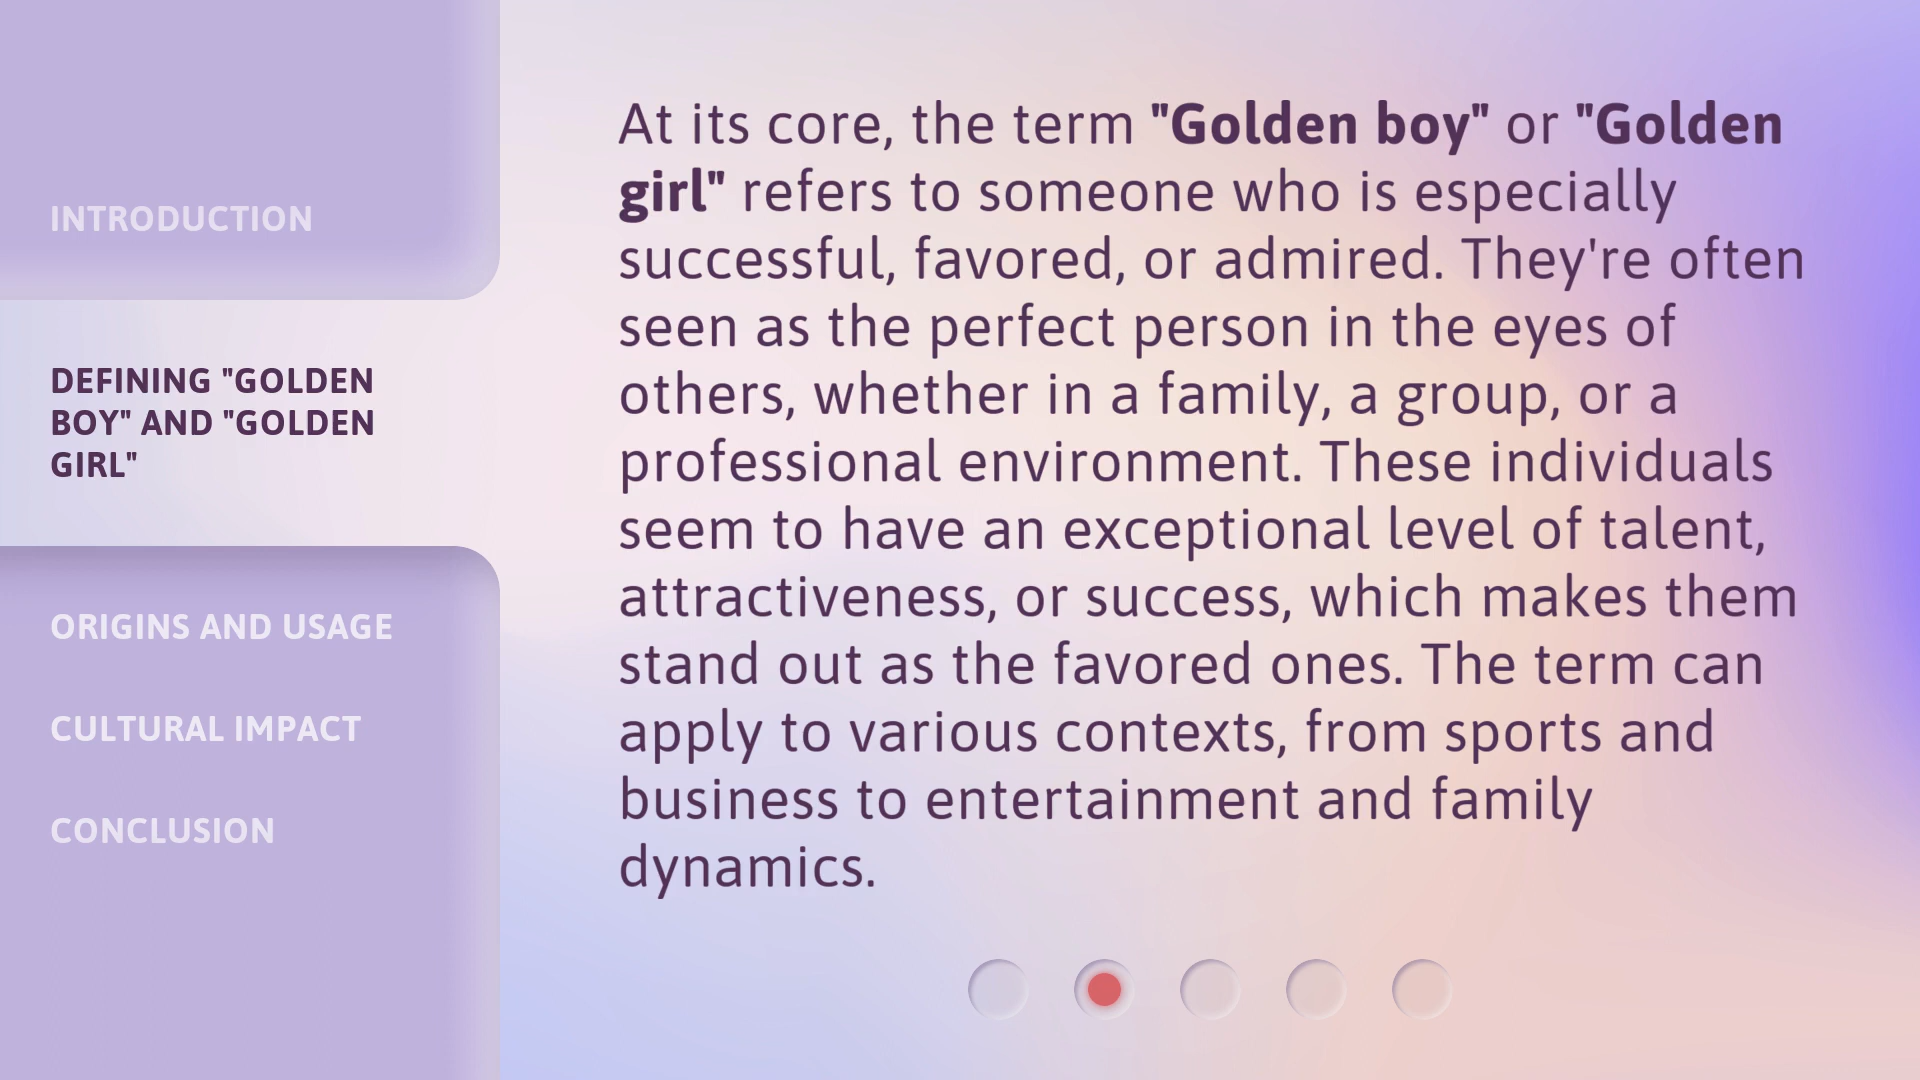 INTRODUCTION
DEFINING "GOLDEN
BOY" AND "GOLDEN
GIRL"
ORIGINS AND USAGE
CULTURAL IMPACT
CONCLUSION
At its core, the term "Golden boy" or "Golden
girl" refers to someone who is especially
successful, favored, or admired. They're often
seen as the perfect person in the eyes of
others, whether in a family, a group, or a
professional environment. These individuals
seem to have an exceptional level of talent,
attractiveness, or success, which makes them
stand out as the favored ones. The term can
apply to various contexts, from sports and
business to entertainment and family
dynamics.